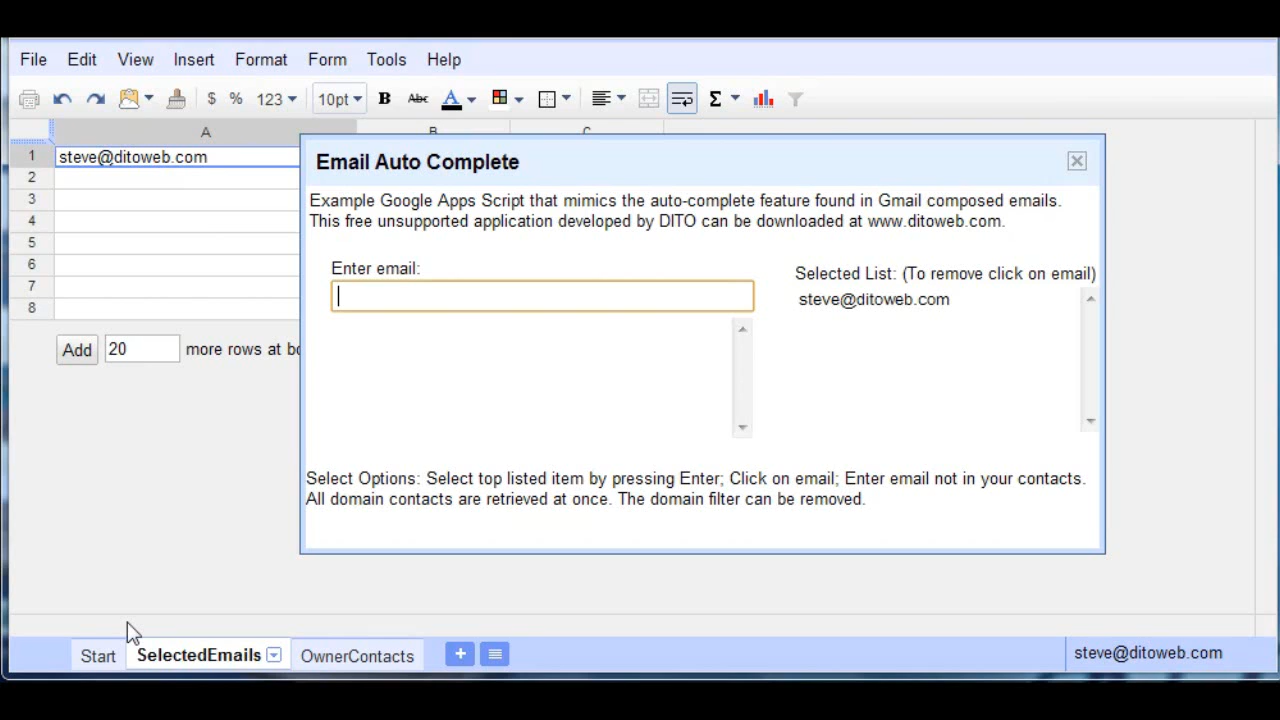 File Edit View Insert Format Form Tools Help
$ % 123 10pt B Abc A Σ
A B C
1 steve@ditoweb.com
2
3
4
5
6
7
8
Add 20 more rows at bo
Email Auto Complete
Example Google Apps Script that mimics the auto-complete feature found in Gmail composed emails.
This free unsupported application developed by DITO can be downloaded at www.ditoweb.com.
Enter email:
Selected List: (To remove click on email)
steve@ditoweb.com
Select Options: Select top listed item by pressing Enter; Click on email; Enter email not in your contacts.
All domain contacts are retrieved at once. The domain filter can be removed.
Start SelectedEmails OwnerContacts + steve@ditoweb.com